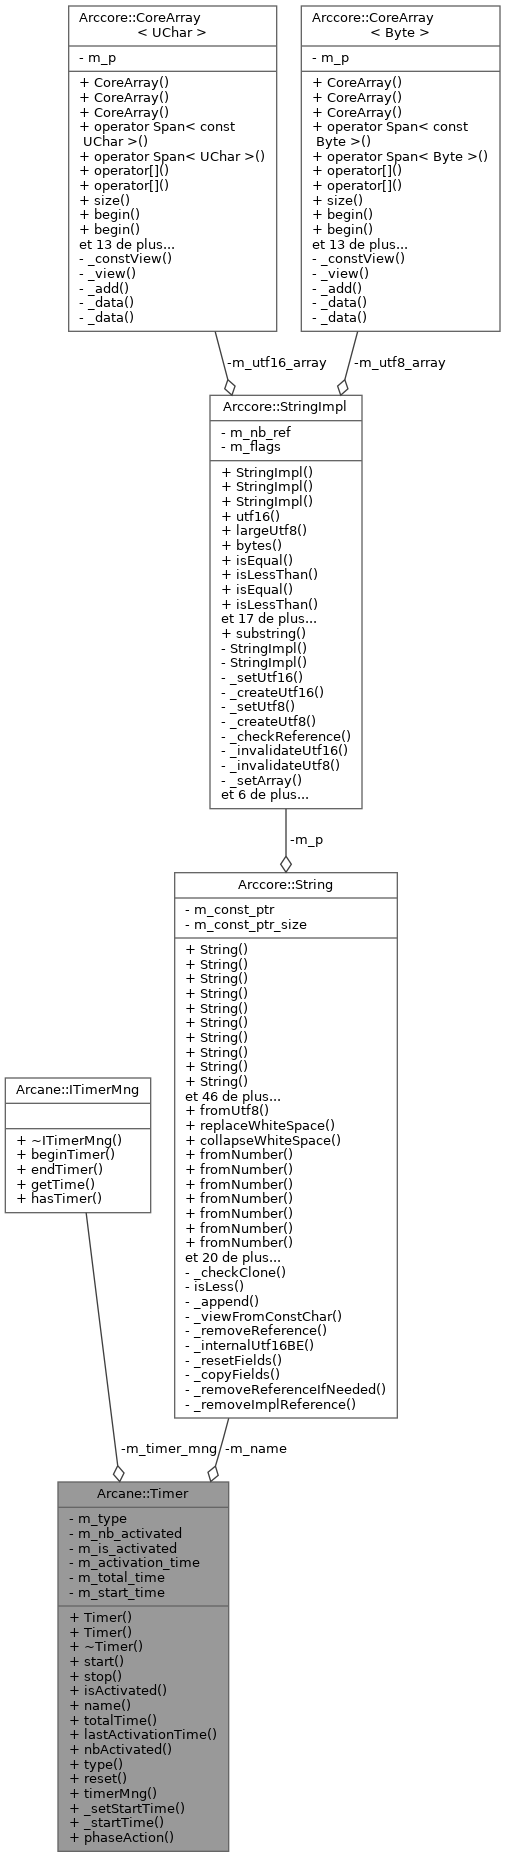 Arccore::CoreArray
< UChar >
- m_p
+ CoreArray()
+ CoreArray()
+ CoreArray()
+ operator Span< const
UChar >()
+ operator Span< UChar >()
+ operator[]()
+ operator[]()
+ size()
+ begin()
+ begin()
et 13 de plus...
- _constView()
- _view()
- _add()
- _data()
- _data()
Arccore::CoreArray
< Byte >
- m_p
+ CoreArray()
+ CoreArray()
+ CoreArray()
+ operator Span< const
Byte >()
+ operator Span< Byte >()
+ operator[]()
+ operator[]()
+ size()
+ begin()
+ begin()
et 13 de plus...
- _constView()
- _view()
- _add()
- _data()
- _data()
-m_utf16_array
-m_utf8_array
Arccore::StringImpl
- m_nb_ref
- m_flags
+ StringImpl()
+ StringImpl()
+ StringImpl()
+ utf16()
+ largeUtf8()
+ bytes()
+ isEqual()
+ isLessThan()
+ isEqual()
+ isLessThan()
et 17 de plus...
+ substring()
- StringImpl()
- StringImpl()
- _setUtf16()
- _createUtf16()
- _setUtf8()
- _createUtf8()
- _checkReference()
- _invalidateUtf16()
- _invalidateUtf8()
- _setArray()
et 6 de plus...
-m_p
Arccore::String
- m_const_ptr
- m_const_ptr_size
+ String()
+ String()
+ String()
+ String()
+ String()
+ String()
+ String()
+ String()
+ String()
+ String()
et 46 de plus...
+ fromUtf8()
+ replaceWhiteSpace()
+ collapseWhiteSpace()
+ fromNumber()
+ fromNumber()
+ fromNumber()
+ fromNumber()
+ fromNumber()
+ fromNumber()
+ fromNumber()
et 20 de plus...
- _checkClone()
- isLess()
- _append()
- _viewFromConstChar()
- _removeReference()
- _internalUtf16BE()
- _resetFields()
- _copyFields()
- _removeReferenceIfNeeded()
- _removeImplReference()
Arcane::ITimerMng
+ ~ITimerMng()
+ beginTimer()
+ endTimer()
+ getTime()
+ hasTimer()
-m_timer_mng
-m_name
Arcane::Timer
- m_type
- m_nb_activated
- m_is_activated
- m_activation_time
- m_total_time
- m_start_time
+ Timer()
+ Timer()
+ ~Timer()
+ start()
+ stop()
+ isActivated()
+ name()
+ totalTime()
+ lastActivationTime()
+ nbActivated()
+ type()
+ reset()
+ timerMng()
+ _setStartTime()
+ _startTime()
+ phaseAction()